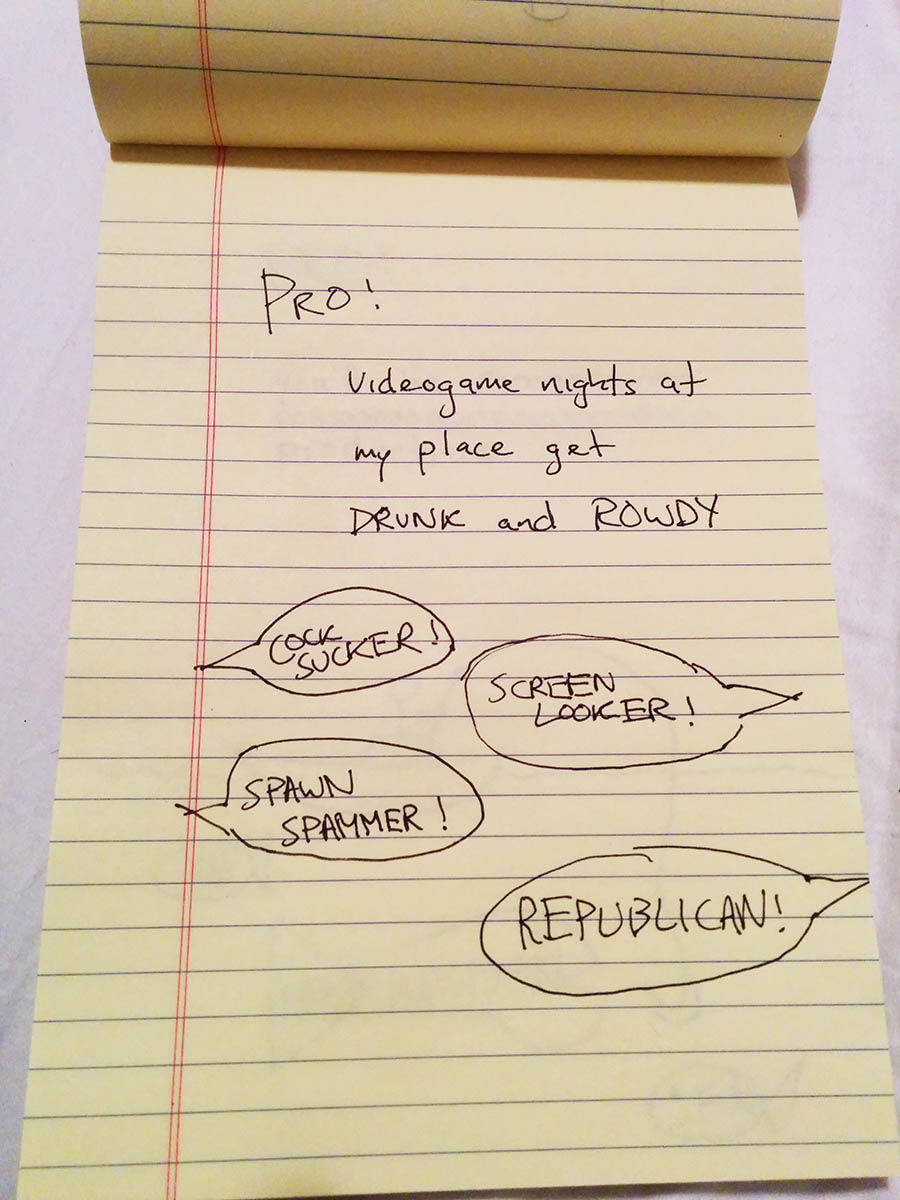 PRO!
Videogame nights at
my place get
DRUNK and ROWDY
COCK
SUCKER!
SCREEN
LOOKER!
SPAWN
SPAMMER!
REPUBLICAN!